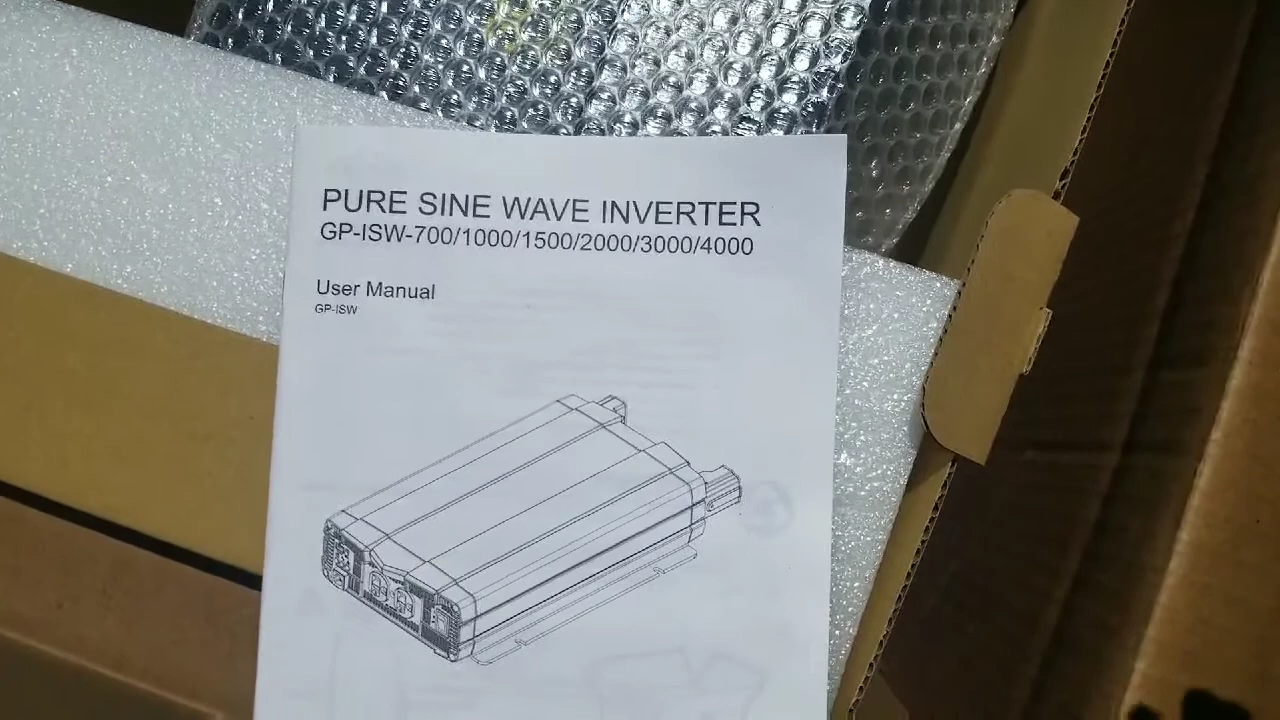 PURE SINE WAVE INVERTER
GP-ISW-700/1000/1500/2000/3000/4000
User Manual
GP-ISW